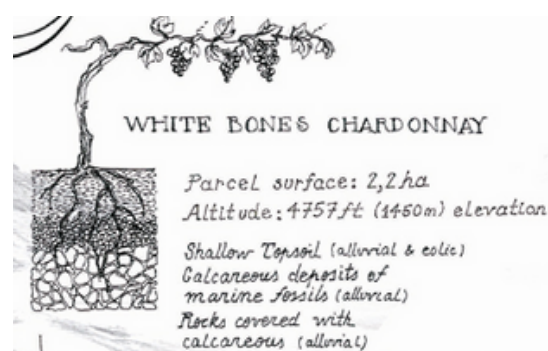 WHITE BONES CHARDONNAY
Parcel surface: 2,2ha
Altitude: 4757ft (1450m) elevation
Shallow Topsoil (alluvial & eolic)
Calcareous deposits of
marine fossils (alluvial)
Rocks covered with
calcareous (alluvial)